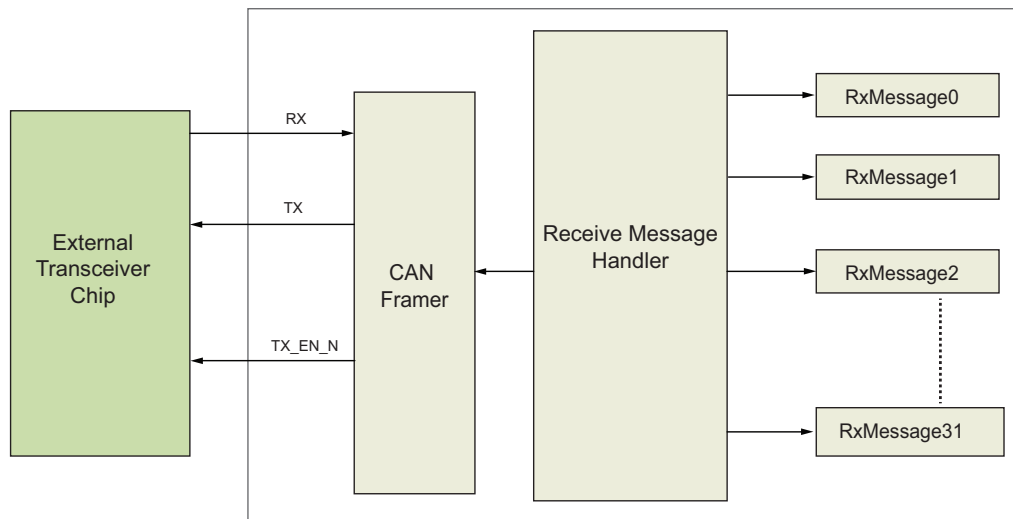 External
Transceiver
Chip
RX
TX
TX_EN_N
CAN
Framer
Receive Message
Handler
RxMessage0
RxMessage1
RxMessage2
RxMessage31